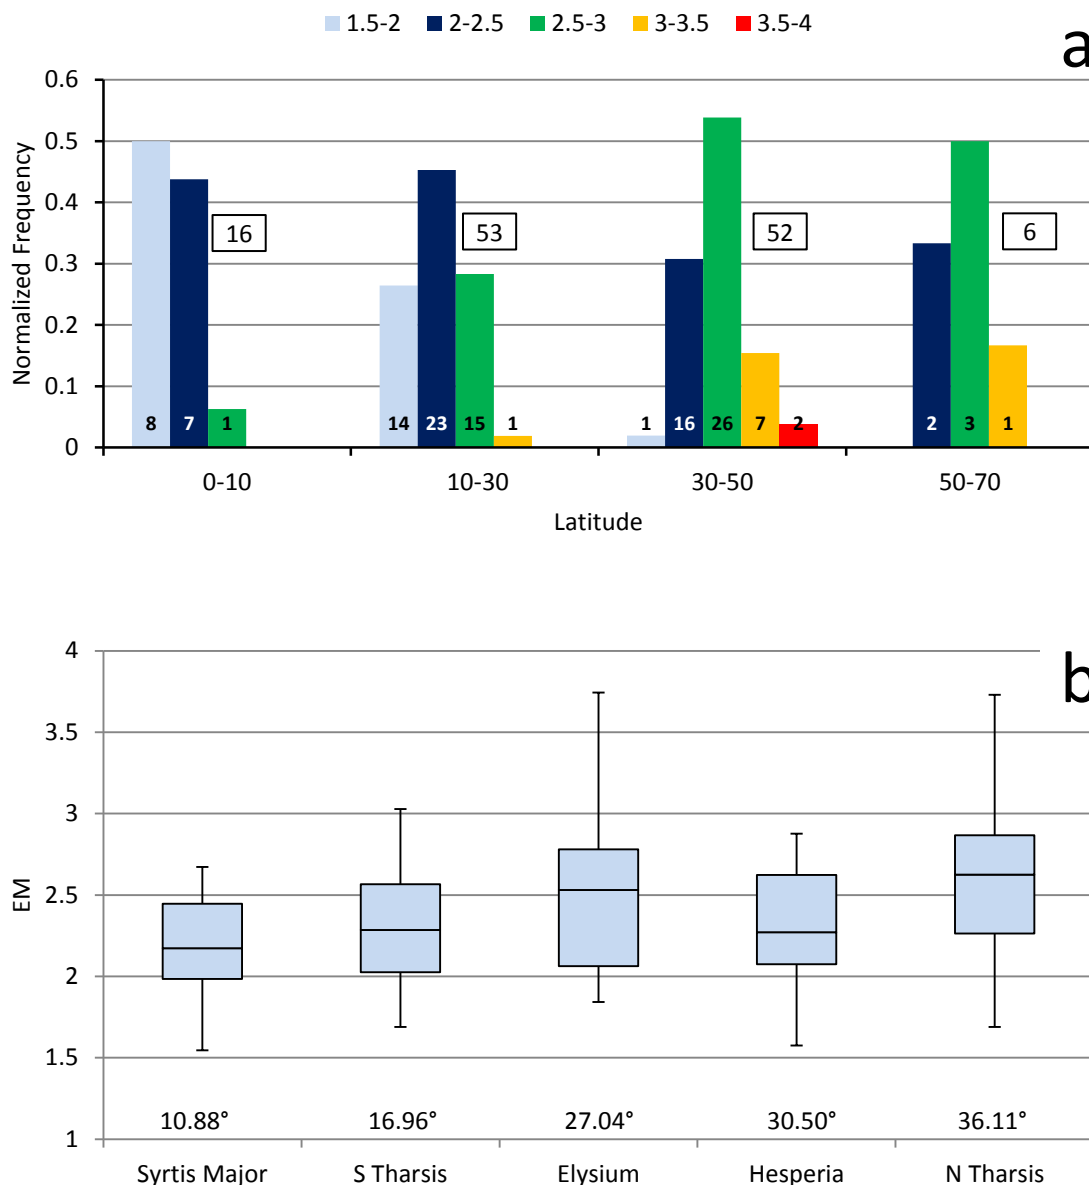 1.5-2 2-2.5 2.5-3 3-3.5 3.5-4
a
0.6
0.5
0.4
0.3
0.2
0.1
0
Normalized Frequency
16 53 52 6
8 7 1 14 23 15 1 1 16 26 7 2 2 3 1
0-10 10-30 30-50 50-70
Latitude
b
4
3.5
3
2.5
2
1.5
1
EM
10.88° 16.96° 27.04° 30.50° 36.11°
Syrtis Major S Tharsis Elysium Hesperia N Tharsis